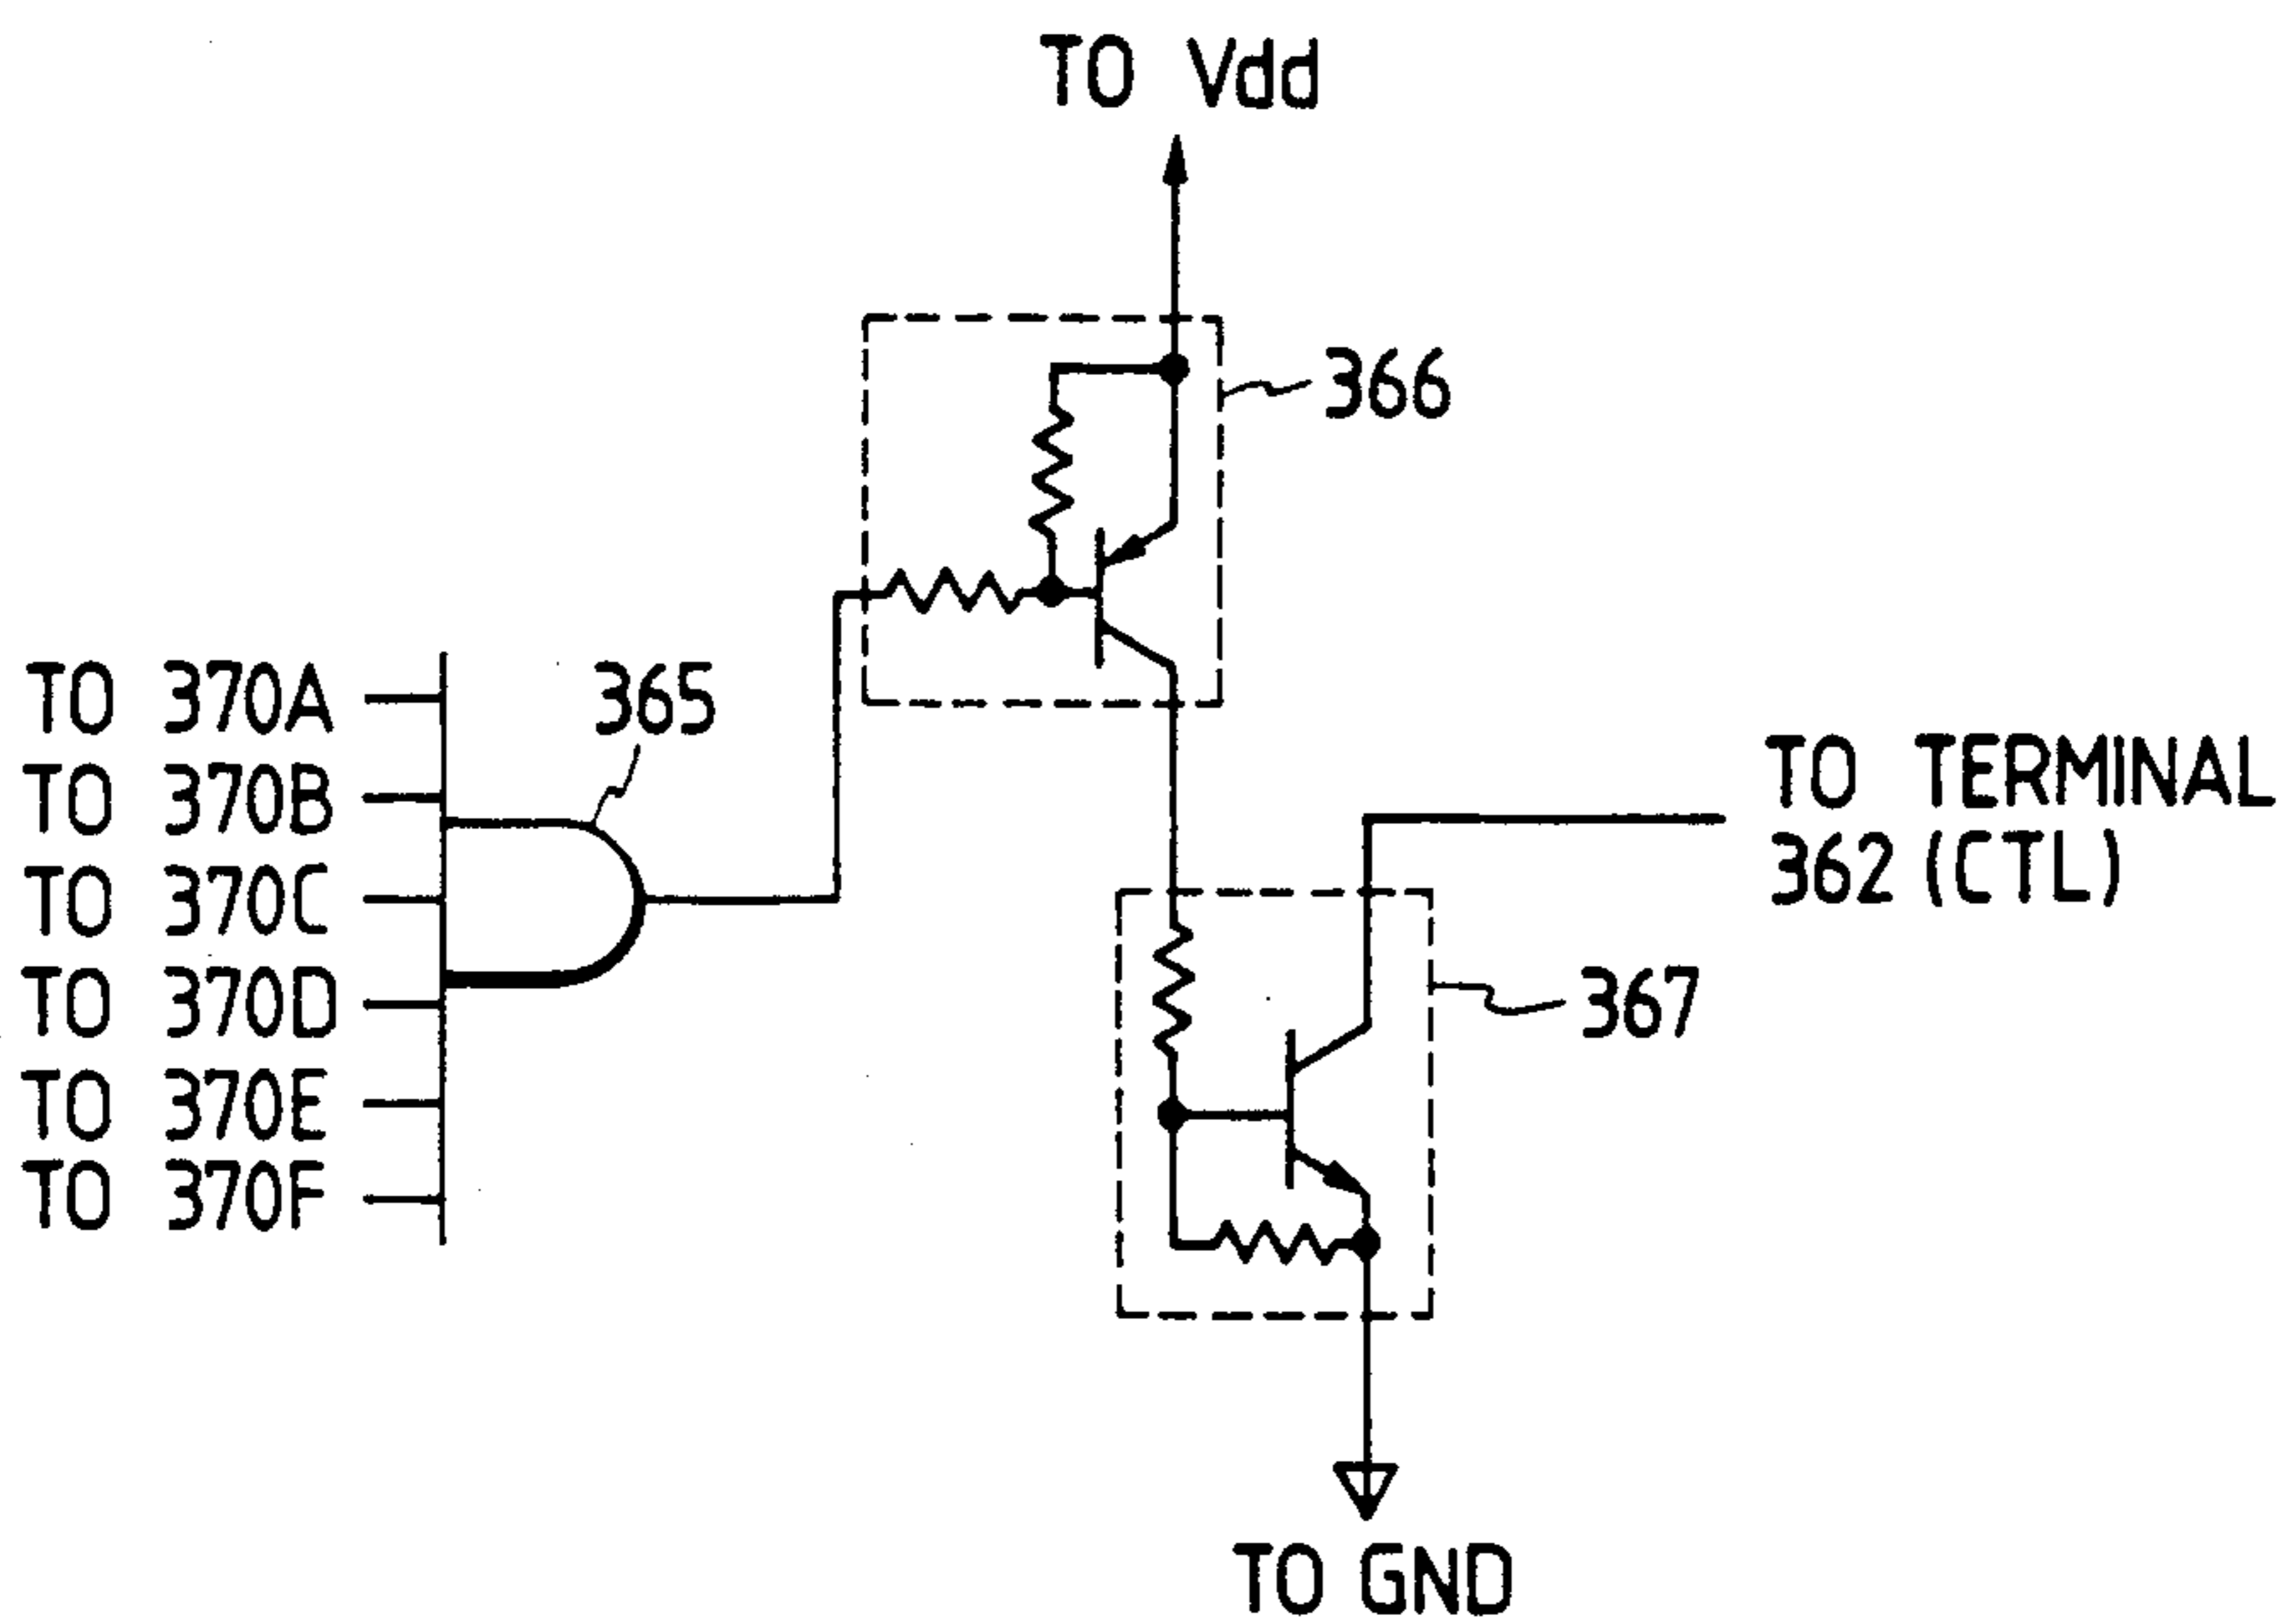 TO Vdd
366
TO 370A
365
TO 370B
TO 370C
TO 370D
TO 370E
TO 370F
TO TERMINAL
362 (CTL)
367
TO GND